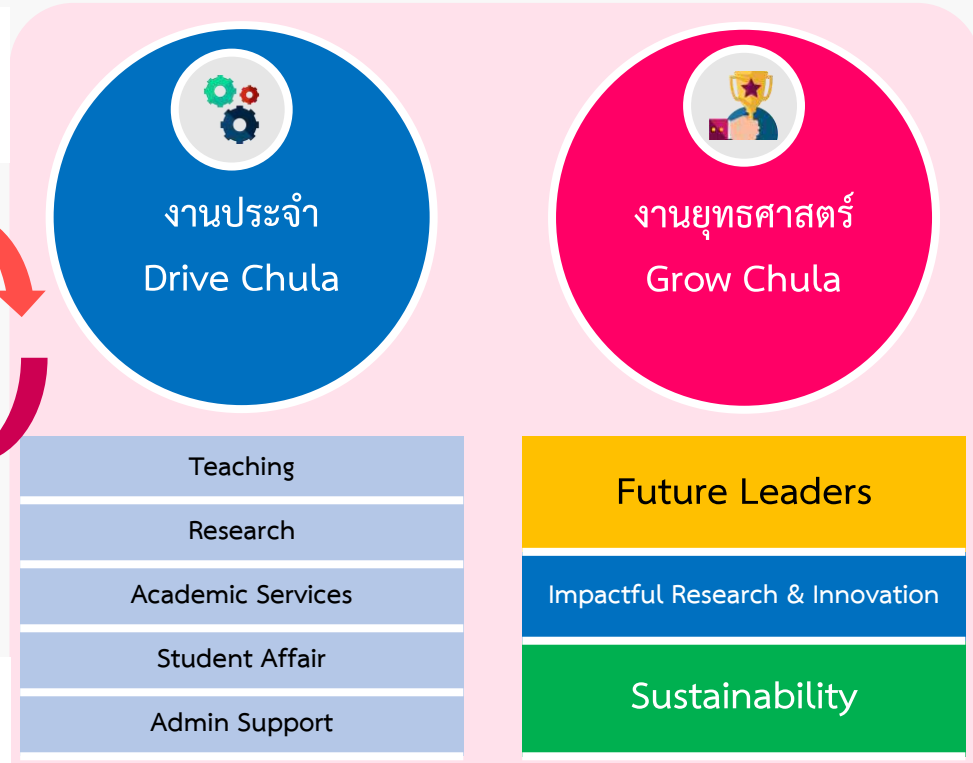 งานประจำ
Drive Chula
Teaching
Research
Academic Services
Student Affair
Admin Support
งานยุทธศาสตร์
Grow Chula
Future Leaders
Impactful Research & Innovation
Sustainability